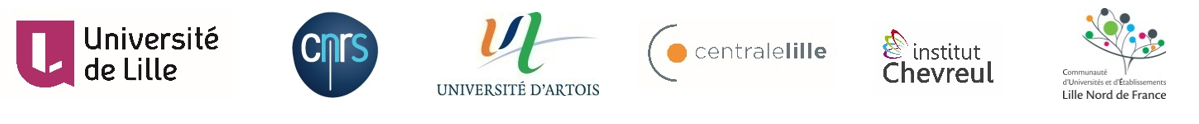 Université
de Lille
cnrs
UNIVERSITÉ D'ARTOIS
centralelille
institut
Chevreul
Communauté
d'Universités et d'Établissements
Lille Nord de France